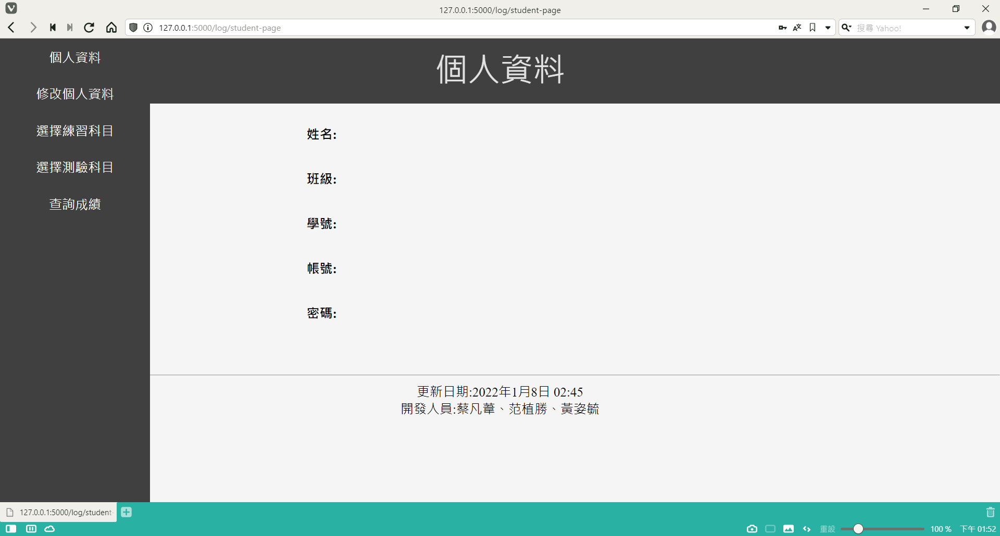 127.0.0.1:5000/log/student-page
127.0.0.1:5000/log/student-page
搜尋 Yahoo!
個人資料
修改個人資料
選擇練習科目
選擇測驗科目
查詢成績
個人資料
姓名:
班級:
學號:
帳號:
密碼:
更新日期:2022年1月8日 02:45
開發人員:蔡凡葦、范植勝、黃姿毓
127.0.0.1:5000/log/student-
重設
100 %
下午 01:52